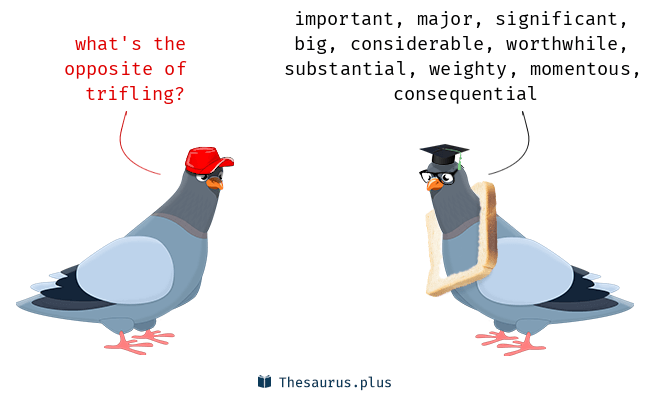 what's the
opposite of
trifling?
important, major, significant,
big, considerable, worthwhile,
substantial, weighty, momentous,
consequential
Thesaurus.plus